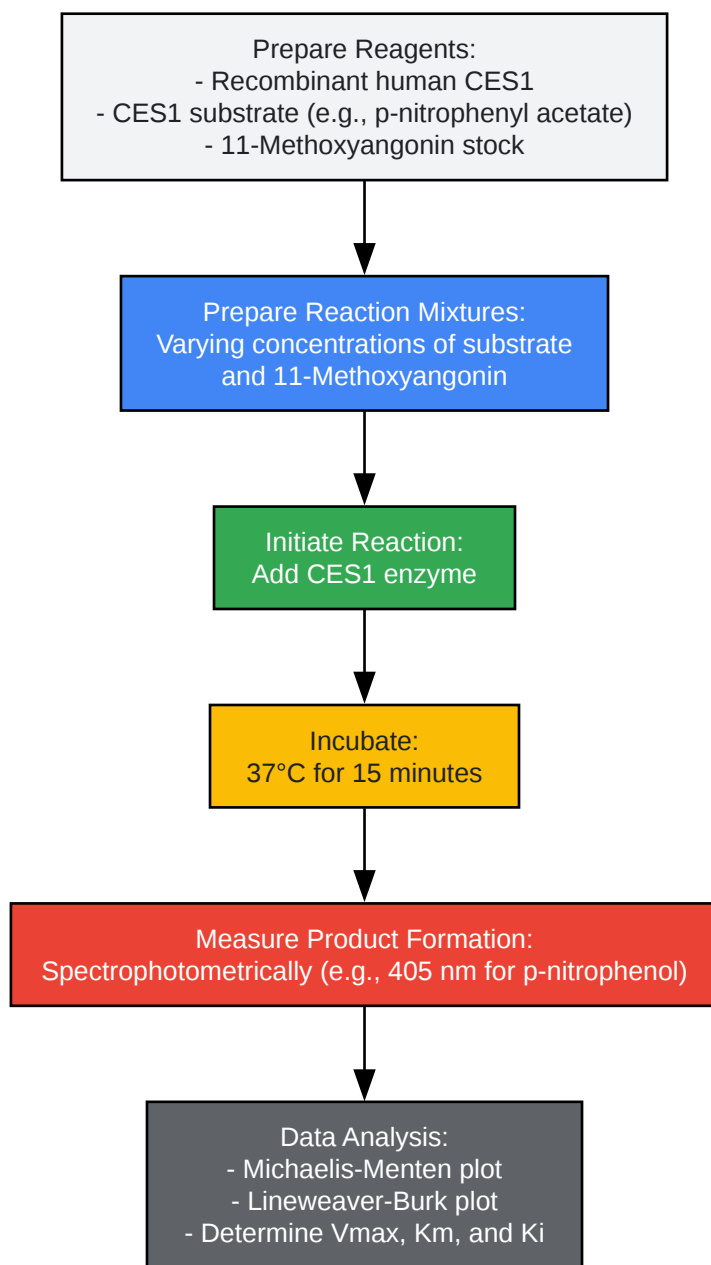 Prepare Reagents:
- Recombinant human CES1
- CES1 substrate (e.g., p-nitrophenyl acetate)
- 11-Methoxyangonin stock
Prepare Reaction Mixtures:
Varying concentrations of substrate
and 11-Methoxyangonin
Initiate Reaction:
Add CES1 enzyme
Incubate:
37°C for 15 minutes
Measure Product Formation:
Spectrophotometrically (e.g., 405 nm for p-nitrophenol)
Data Analysis:
- Michaelis-Menten plot
- Lineweaver-Burk plot
- Determine Vmax, Km, and Ki